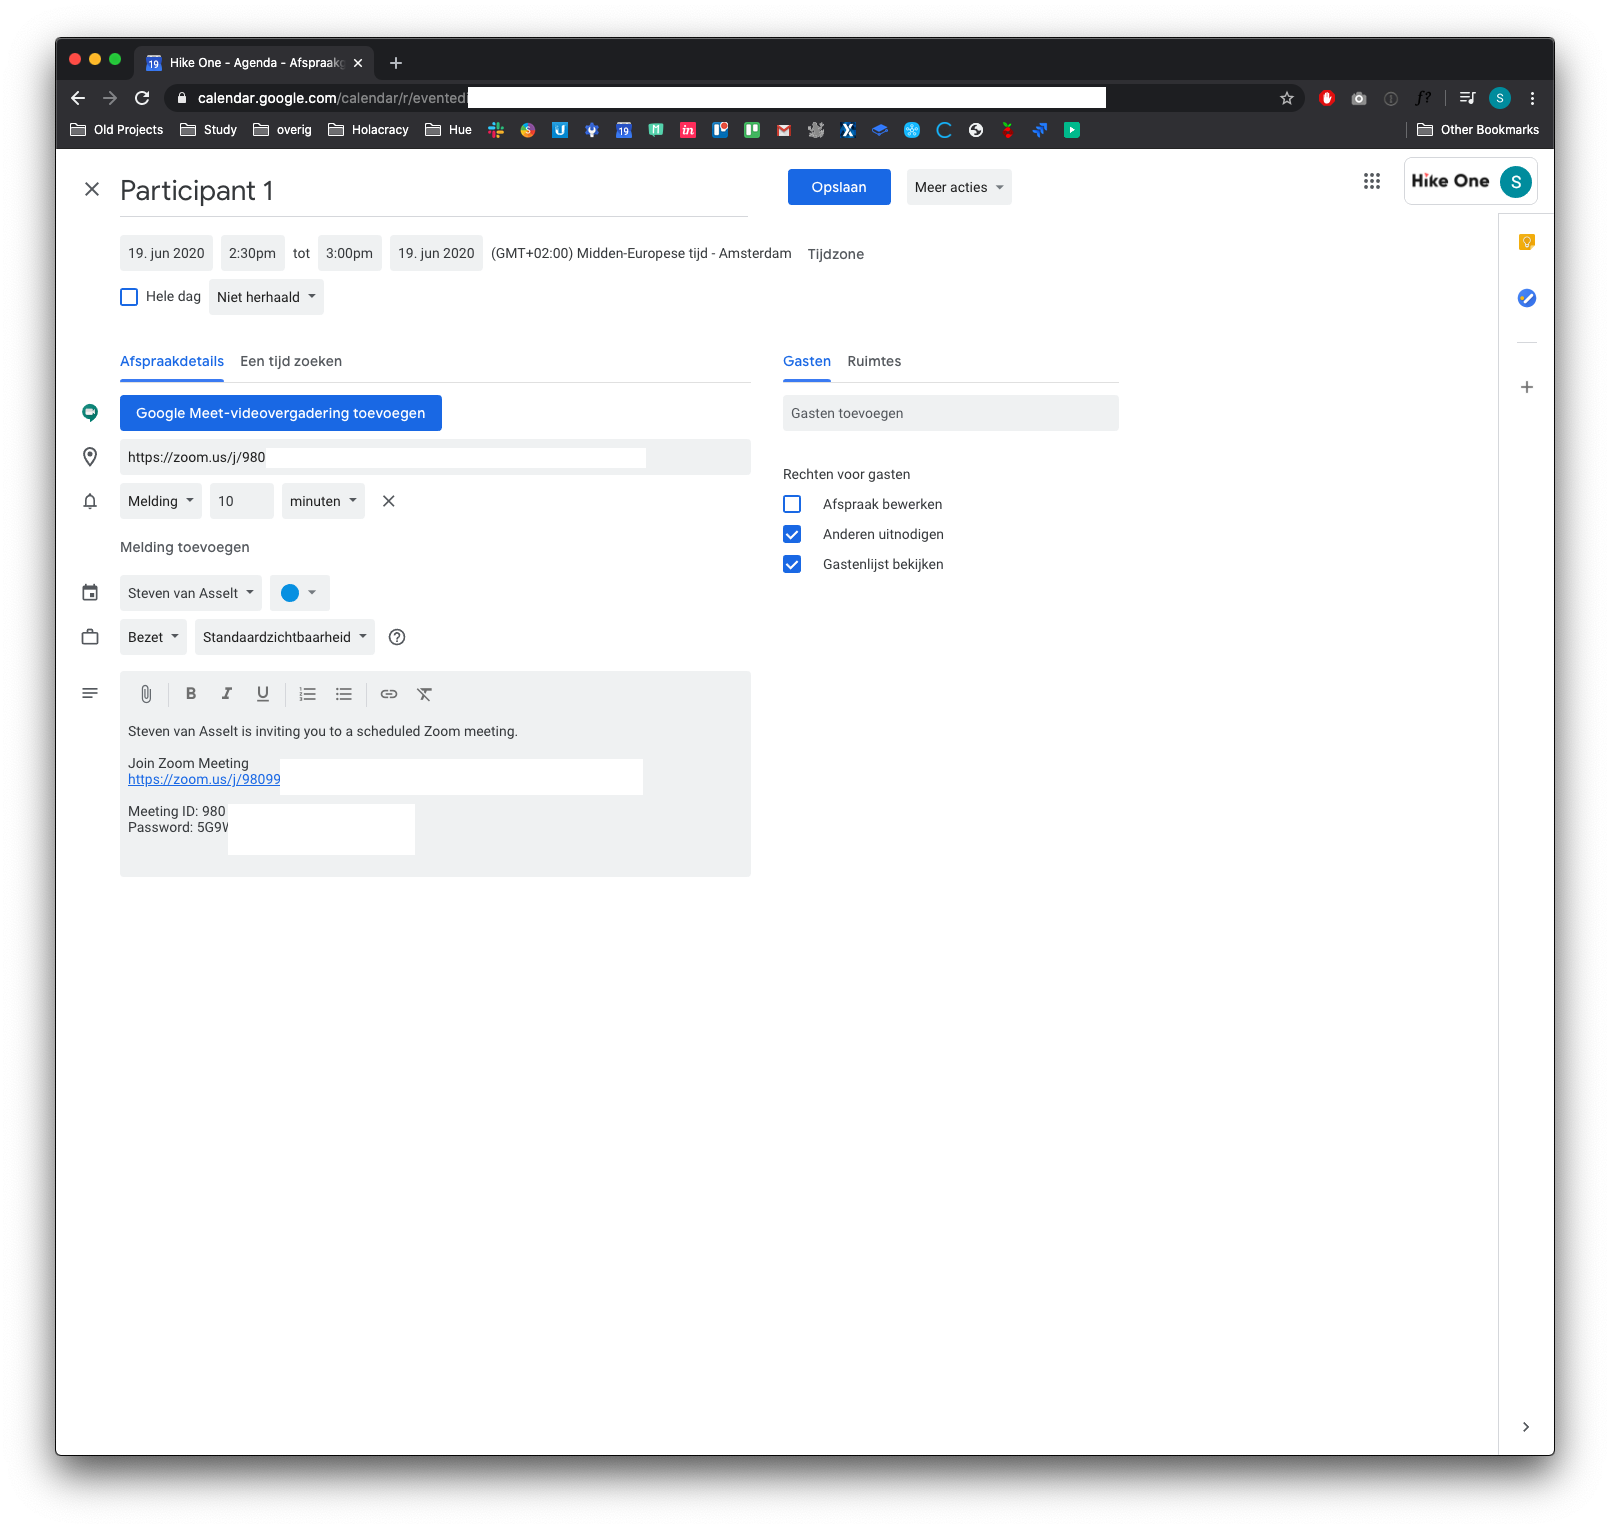 Hike One - Agenda - Afspraakg
calendar.google.com/calendar/r/eventedi
Old Projects Study overig Holacracy Hue Other Bookmarks
Participant 1
Opslaan
Meer acties
Hike One
S
19. jun 2020 2:30pm tot 3:00pm 19. jun 2020 (GMT+02:00) Midden-Europese tijd - Amsterdam Tijdzone
Hele dag Niet herhaald
Afspraakdetails Een tijd zoeken
Gasten Ruimtes
Google Meet-videovergadering toevoegen
Gasten toevoegen
https://zoom.us/j/980
Rechten voor gasten
Melding 10 minuten
Afspraak bewerken
Anderen uitnodigen
Melding toevoegen
Gastenlijst bekijken
Steven van Asselt
Bezet Standaardzichtbaarheid
B I U
Steven van Asselt is inviting you to a scheduled Zoom meeting.
Join Zoom Meeting
https://zoom.us/j/98099
Meeting ID: 980
Password: 5G9W